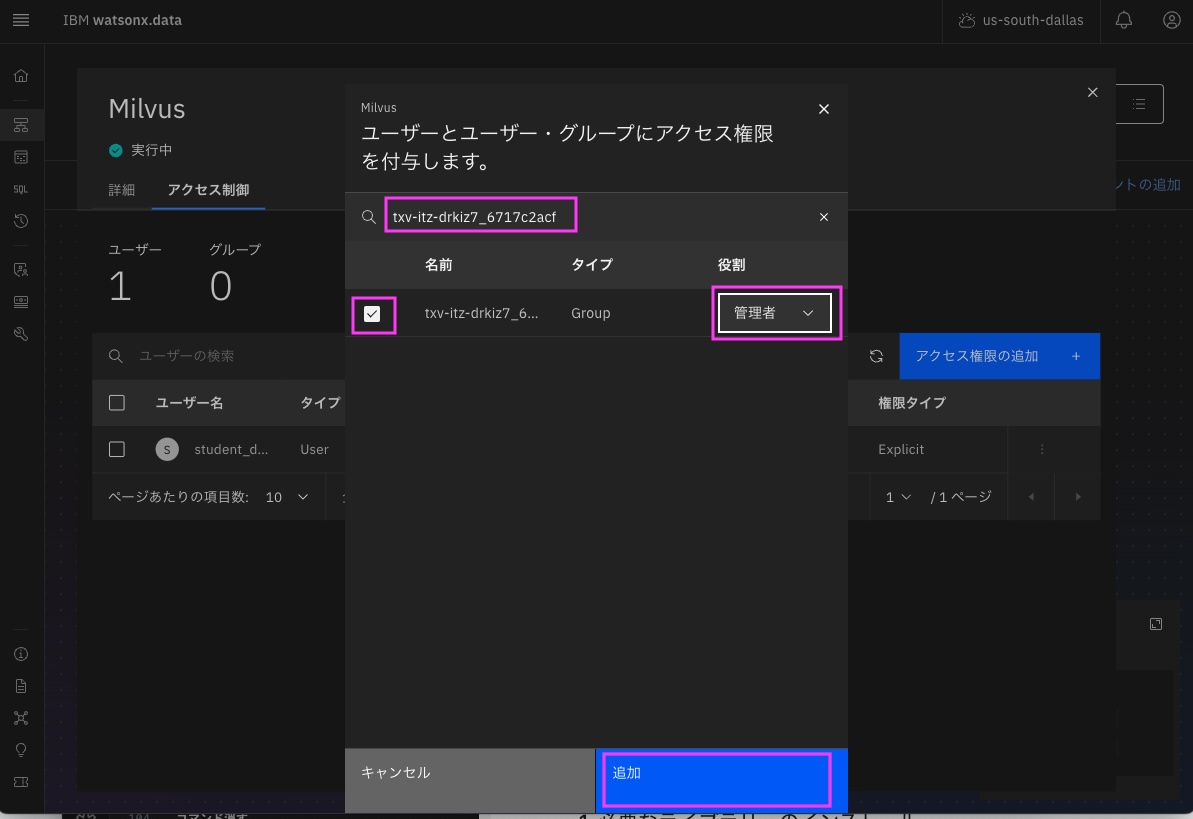 IBM watsonx.data
us-south-dallas
Milvus
実行中
詳細
アクセス制御
ントの追加
ユーザー
グループ
1
0
ユーザーの検索
アクセス権限の追加 +
ユーザー名
タイプ
権限タイプ
S
student_d...
User
Explicit
ページあたりの項目数: 10
1
/ 1 ページ
Milvus
ユーザーとユーザー・グループにアクセス権限
を付与します。
txv-itz-drkiz7_6717c2acf
名前
タイプ
役割
txv-itz-drkiz7_6...
Group
管理者
キャンセル
追加
SQL